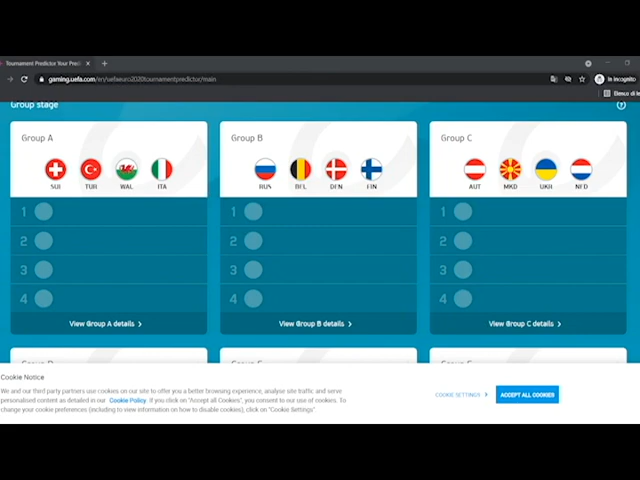 Tournament Predictor Your Pred
gaming.uefa.com/en/uefaeuro2020tournamentpredictor/main
In incognito
Elenco di le
Group stage
Group A
Group B
Group C
SUI TUR WAL ITA
RUS BEL DEN FIN
AUT MKD UKR NED
1 1 1
2 2 2
3 3 3
4 4 4
View Group A details
View Group B details
View Group C details
Cookie Notice
We and our third party partners use cookies on our site to offer you a better browsing experience, analyse site traffic and serve
personalised content as detailed in our Cookie Policy. If you click on "Accept all Cookies", you consent to our use of cookies. To
change your cookie preferences (including to view information on how to disable cookies), click on "Cookie Settings".
COOKIE SETTINGS
ACCEPT ALL COOKIES